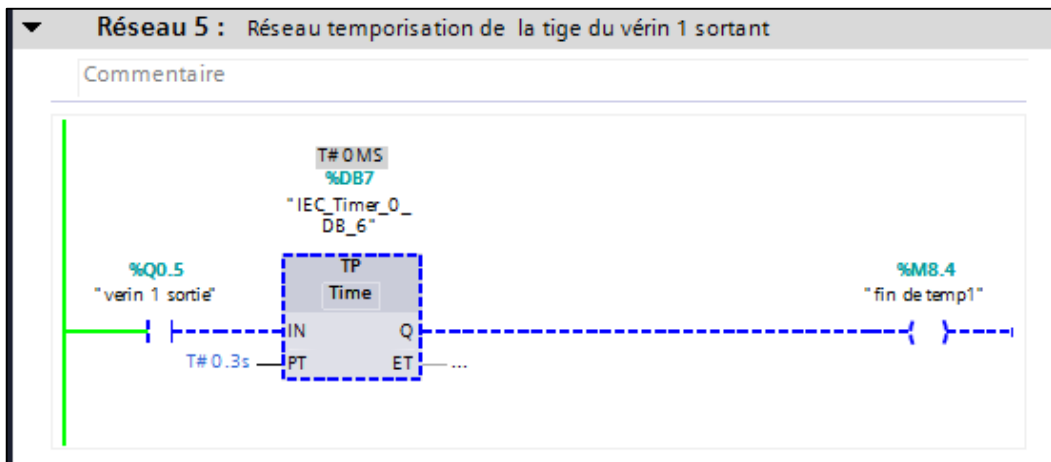 Réseau 5 : Réseau temporisation de la tige du vérin 1 sortant
Commentaire
T#0MS
%DB7
"IEC_Timer_0_
DB_6"
%Q0.5
"verin 1 sortie"
TP
Time
%M8.4
"fin de temp1"
IN Q
T#0.3s PT ET ...